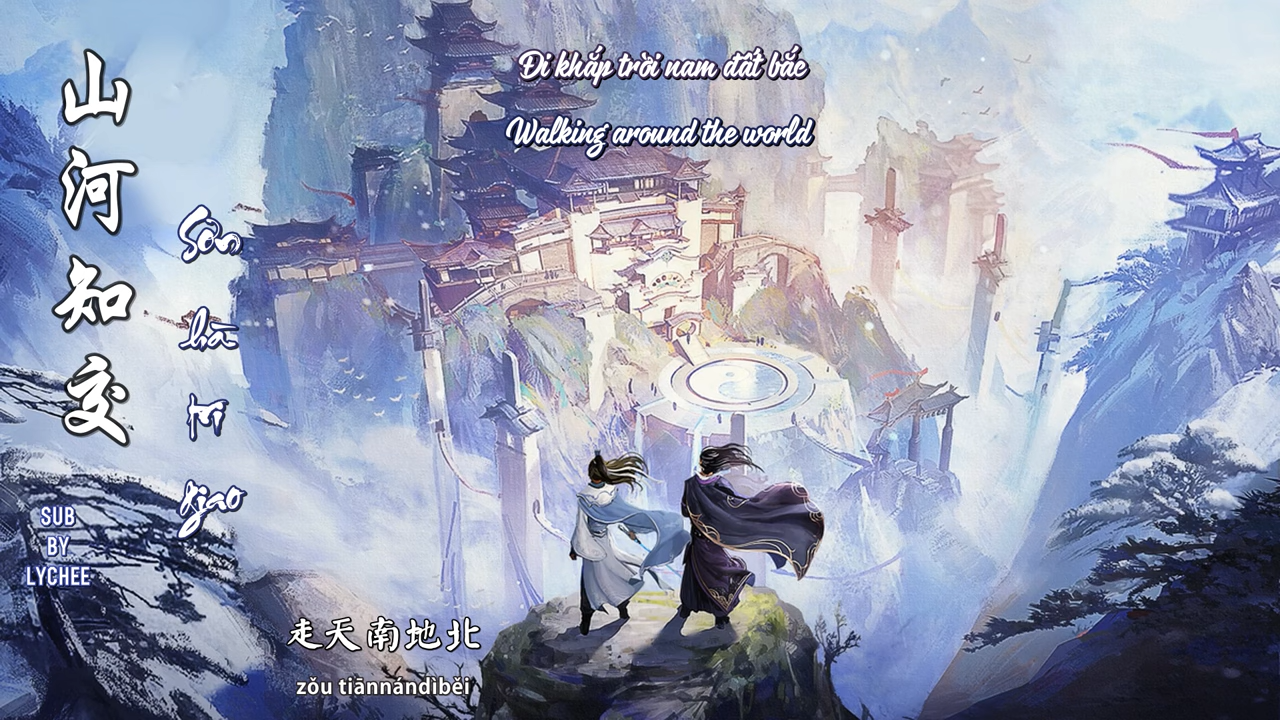 山河知交
Sơn hà tri giao
SUB
BY
LYCHEE
Đi khắp trời nam đất bắc
Walking around the world
走天南地北
zǒu tiānnándìběi